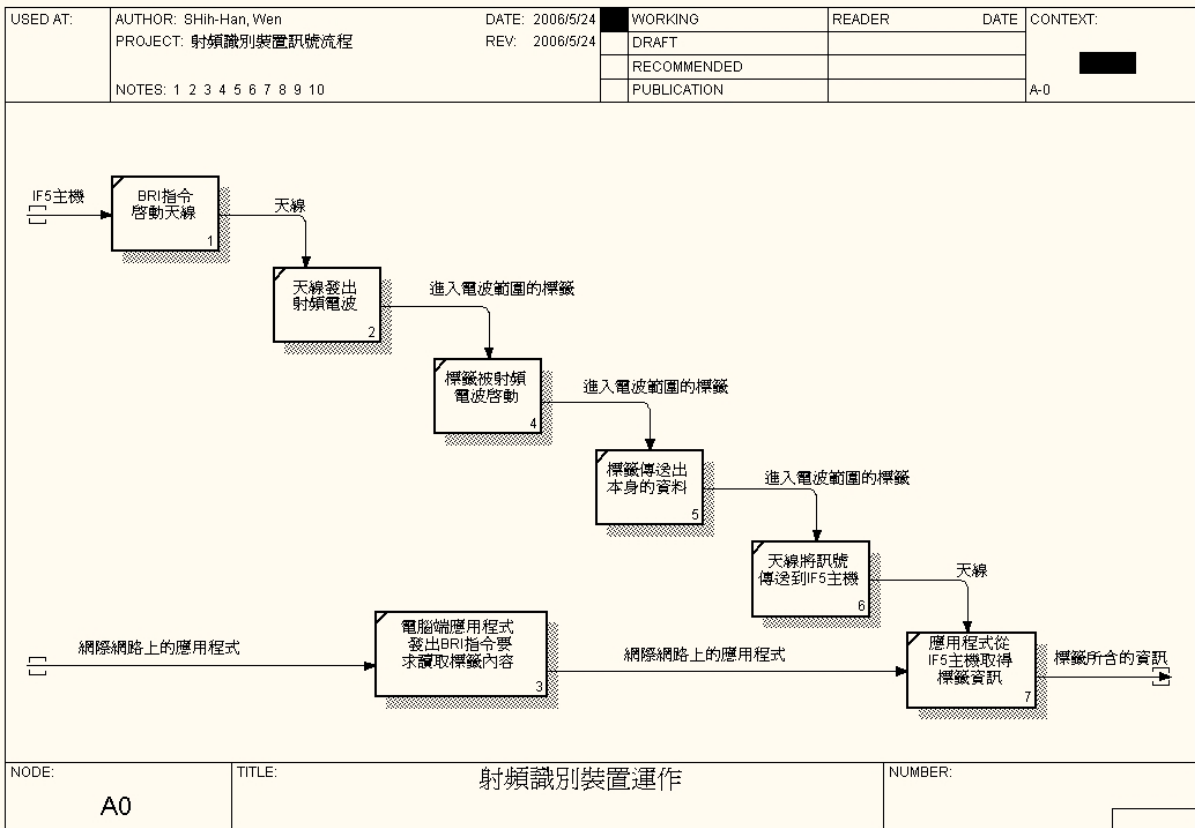 USED AT:
AUTHOR: SHih-Han, Wen
DATE: 2006/5/24
WORKING
READER
DATE
CONTEXT:
PROJECT: 射頻識別裝置訊號流程
REV: 2006/5/24
DRAFT
RECOMMENDED
NOTES: 1 2 3 4 5 6 7 8 9 10
PUBLICATION
A-0
IF5主機
BRI指令
啓動天線
1
天線
天線發出
射頻電波
2
進入電波範圍的標籤
標籤被射頻
電波啓動
4
進入電波範圍的標籤
標籤傳送出
本身的資料
5
進入電波範圍的標籤
天線將訊號
傳送到IF5主機
6
天線
網際網路上的應用程式
電腦端應用程式
發出BRI指令要
求讀取標籤內容
3
網際網路上的應用程式
應用程式從
IF5主機取得
標籤資訊
7
標籤所含的資訊
NODE:
A0
TITLE:
射頻識別裝置運作
NUMBER: